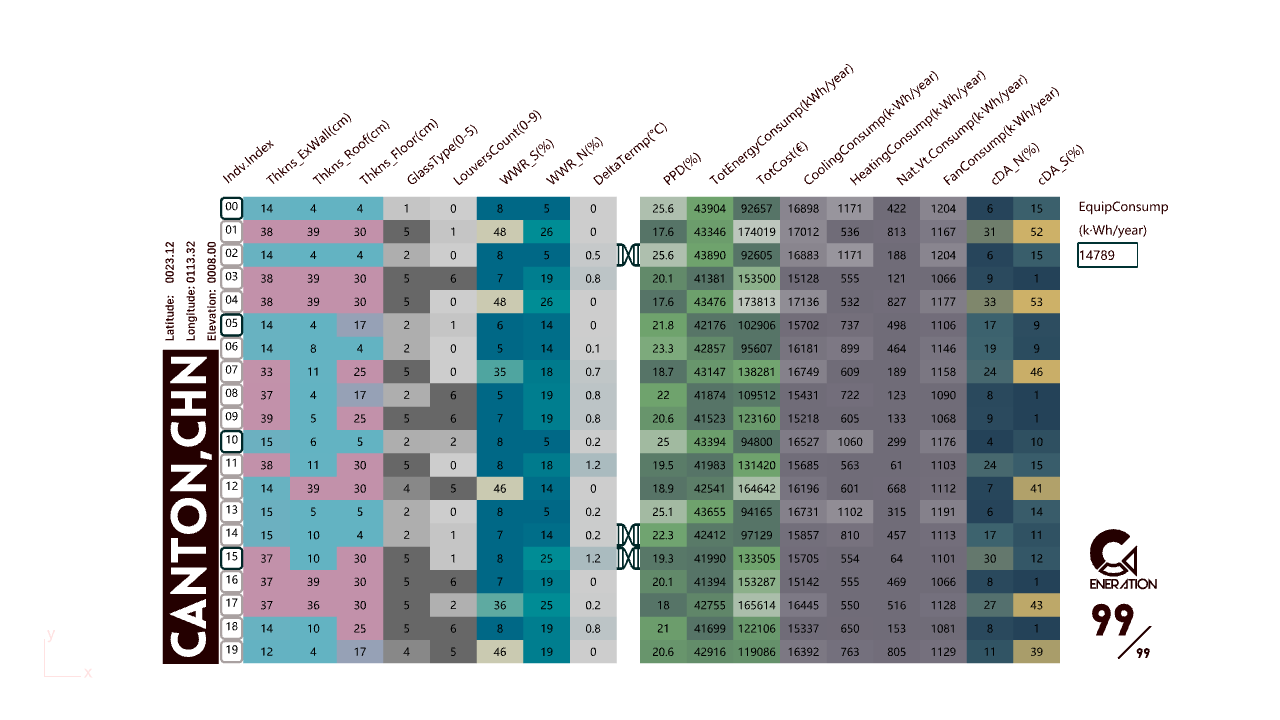 Indv.Index Thkns_ExWall(cm) Thkns_Roof(cm) Thkns_Floor(cm) GlassType(0-5) LouversCount(0-9) WWR_S(%) WWR_N(%) DeltaTermp(°C) PPD(%) TotEnergyConsump(kWh/year) TotCost(€) CoolingConsump(k·Wh/year) HeatingConsump(k·Wh/year) Nat.Vt.Consump(k·Wh/year) FanConsump(k·Wh/year) cDA_N(%) cDA_S(%)
00 14 4 4 1 0 8 5 0 25.6 43904 92657 16898 1171 422 1204 6 15
01 38 39 30 5 1 48 26 0 17.6 43346 174019 17012 536 813 1167 31 52
02 14 4 4 2 0 8 5 0.5 25.6 43890 92605 16883 1171 188 1204 6 15
03 38 39 30 5 6 7 19 0.8 20.1 41381 153500 15128 555 121 1066 9 1
04 38 39 30 5 0 48 26 0 17.6 43476 173813 17136 532 827 1177 33 53
05 14 4 17 2 1 6 14 0 21.8 42176 102906 15702 737 498 1106 17 9
06 14 8 4 2 0 5 14 0.1 23.3 42857 95607 16181 899 464 1146 19 9
07 33 11 25 5 0 35 18 0.7 18.7 43147 138281 16749 609 189 1158 24 46
08 37 4 17 2 6 5 19 0.8 22 41874 109512 15431 722 123 1090 8 1
09 39 5 25 5 6 7 19 0.8 20.6 41523 123160 15218 605 133 1068 9 1
10 15 6 5 2 2 8 5 0.2 25 43394 94800 16527 1060 299 1176 4 10
11 38 11 30 5 0 8 18 1.2 19.5 41983 131420 15685 563 61 1103 24 15
12 14 39 30 4 5 46 14 0 18.9 42541 164642 16196 601 668 1112 7 41
13 15 5 5 2 0 8 5 0.2 25.1 43655 94165 16731 1102 315 1191 6 14
14 15 10 4 2 1 7 14 0.2 22.3 42412 97129 15857 810 457 1113 17 11
15 37 10 30 5 1 8 25 1.2 19.3 41990 133505 15705 554 64 1101 30 12
16 37 39 30 5 6 7 19 0 20.1 41394 153287 15142 555 469 1066 8 1
17 37 36 30 5 2 36 25 0.2 18 42755 165614 16445 550 516 1128 27 43
18 14 10 25 5 6 8 19 0.8 21 41699 122106 15337 650 153 1081 8 1
19 12 4 17 4 5 46 19 0 20.6 42916 119086 16392 763 805 1129 11 39
Latitude: 0023.12
Longitude: 0113.32
Elevation: 0008.00
CANTON,CHN
EquipConsump
(k·Wh/year)
14789
ENERATION
99/99
y
x